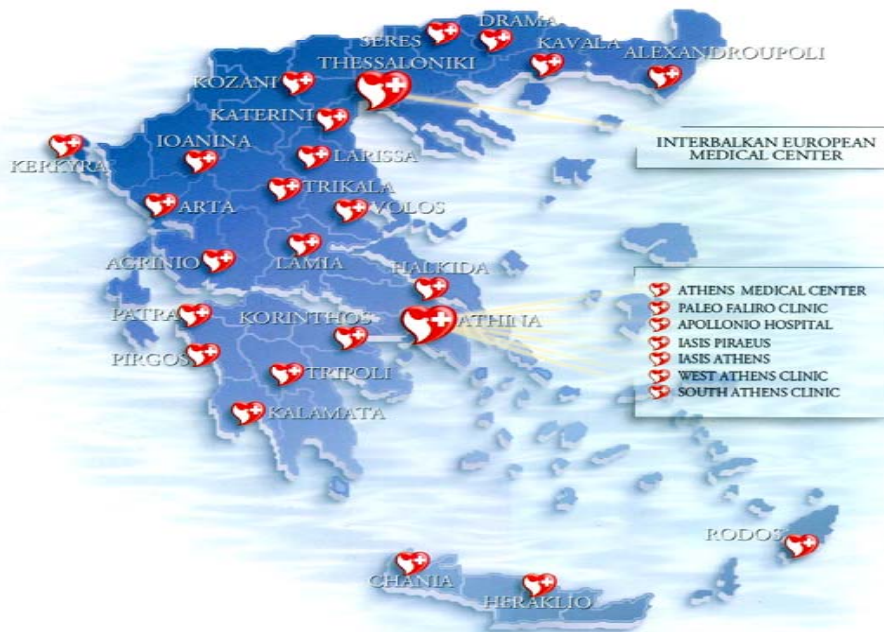 DRAMA
SERES
KAVALA
ALEXANDROUPOLI
THESSALONIKI
KOZANI
KATERINI
INTERBALKAN EUROPEAN
MEDICAL CENTER
IOANINA
LARISSA
KERKYRA
TRIKALA
ARTA
VOLOS
AGRINIO
LAMIA
HALKIDA
ATHENS MEDICAL CENTER
PALEO FALIRO CLINIC
APOLLONIO HOSPITAL
IASIS PIRAEUS
IASIS ATHENS
WEST ATHENS CLINIC
SOUTH ATHENS CLINIC
PATRA
KORINTHOS
ATHINA
PIRGOS
TRIPOLI
KALAMATA
RODOS
CHANIA
HERAKLIO